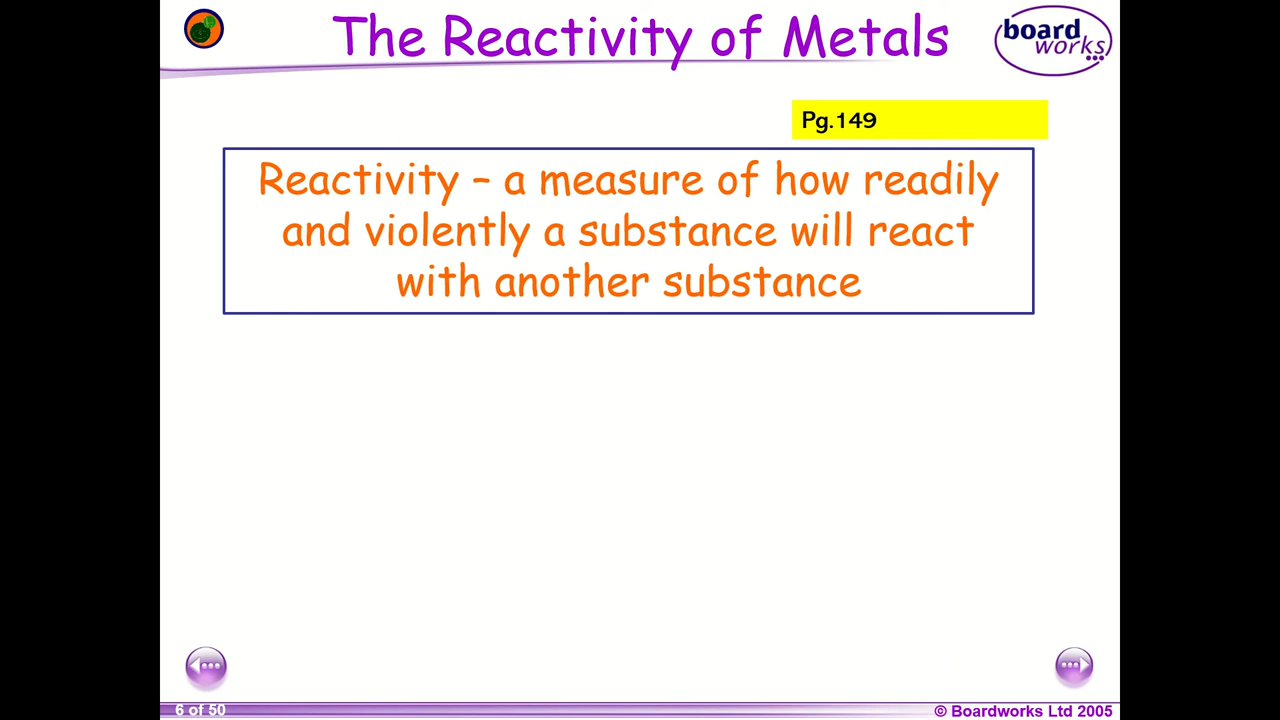 The Reactivity of Metals
board
works
Pg.149
Reactivity – a measure of how readily
and violently a substance will react
with another substance
6 of 50
© Boardworks Ltd 2005